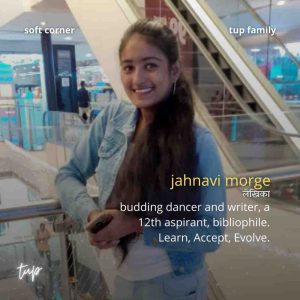 soft corner
tup family
jahnavi morge
लेखिका
budding dancer and writer, a
12th aspirant, bibliophile.
Learn, Accept, Evolve.
tup